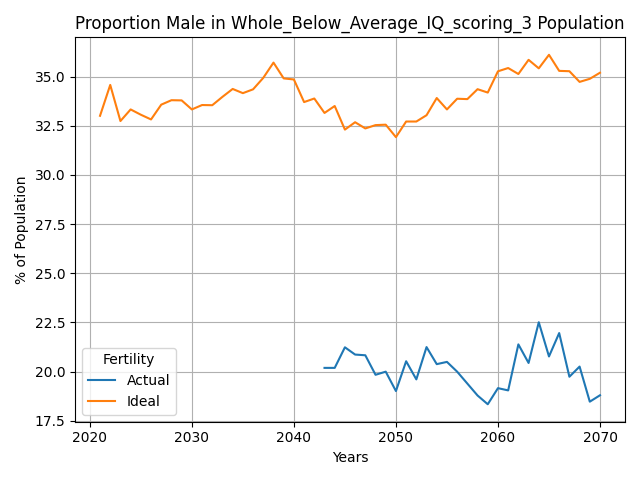 Proportion Male in Whole_Below_Average_IQ_scoring_3 Population
% of Population
35.0
32.5
30.0
27.5
25.0
22.5
20.0
17.5
Fertility
Actual
Ideal
2020 2030 2040 2050 2060 2070
Years